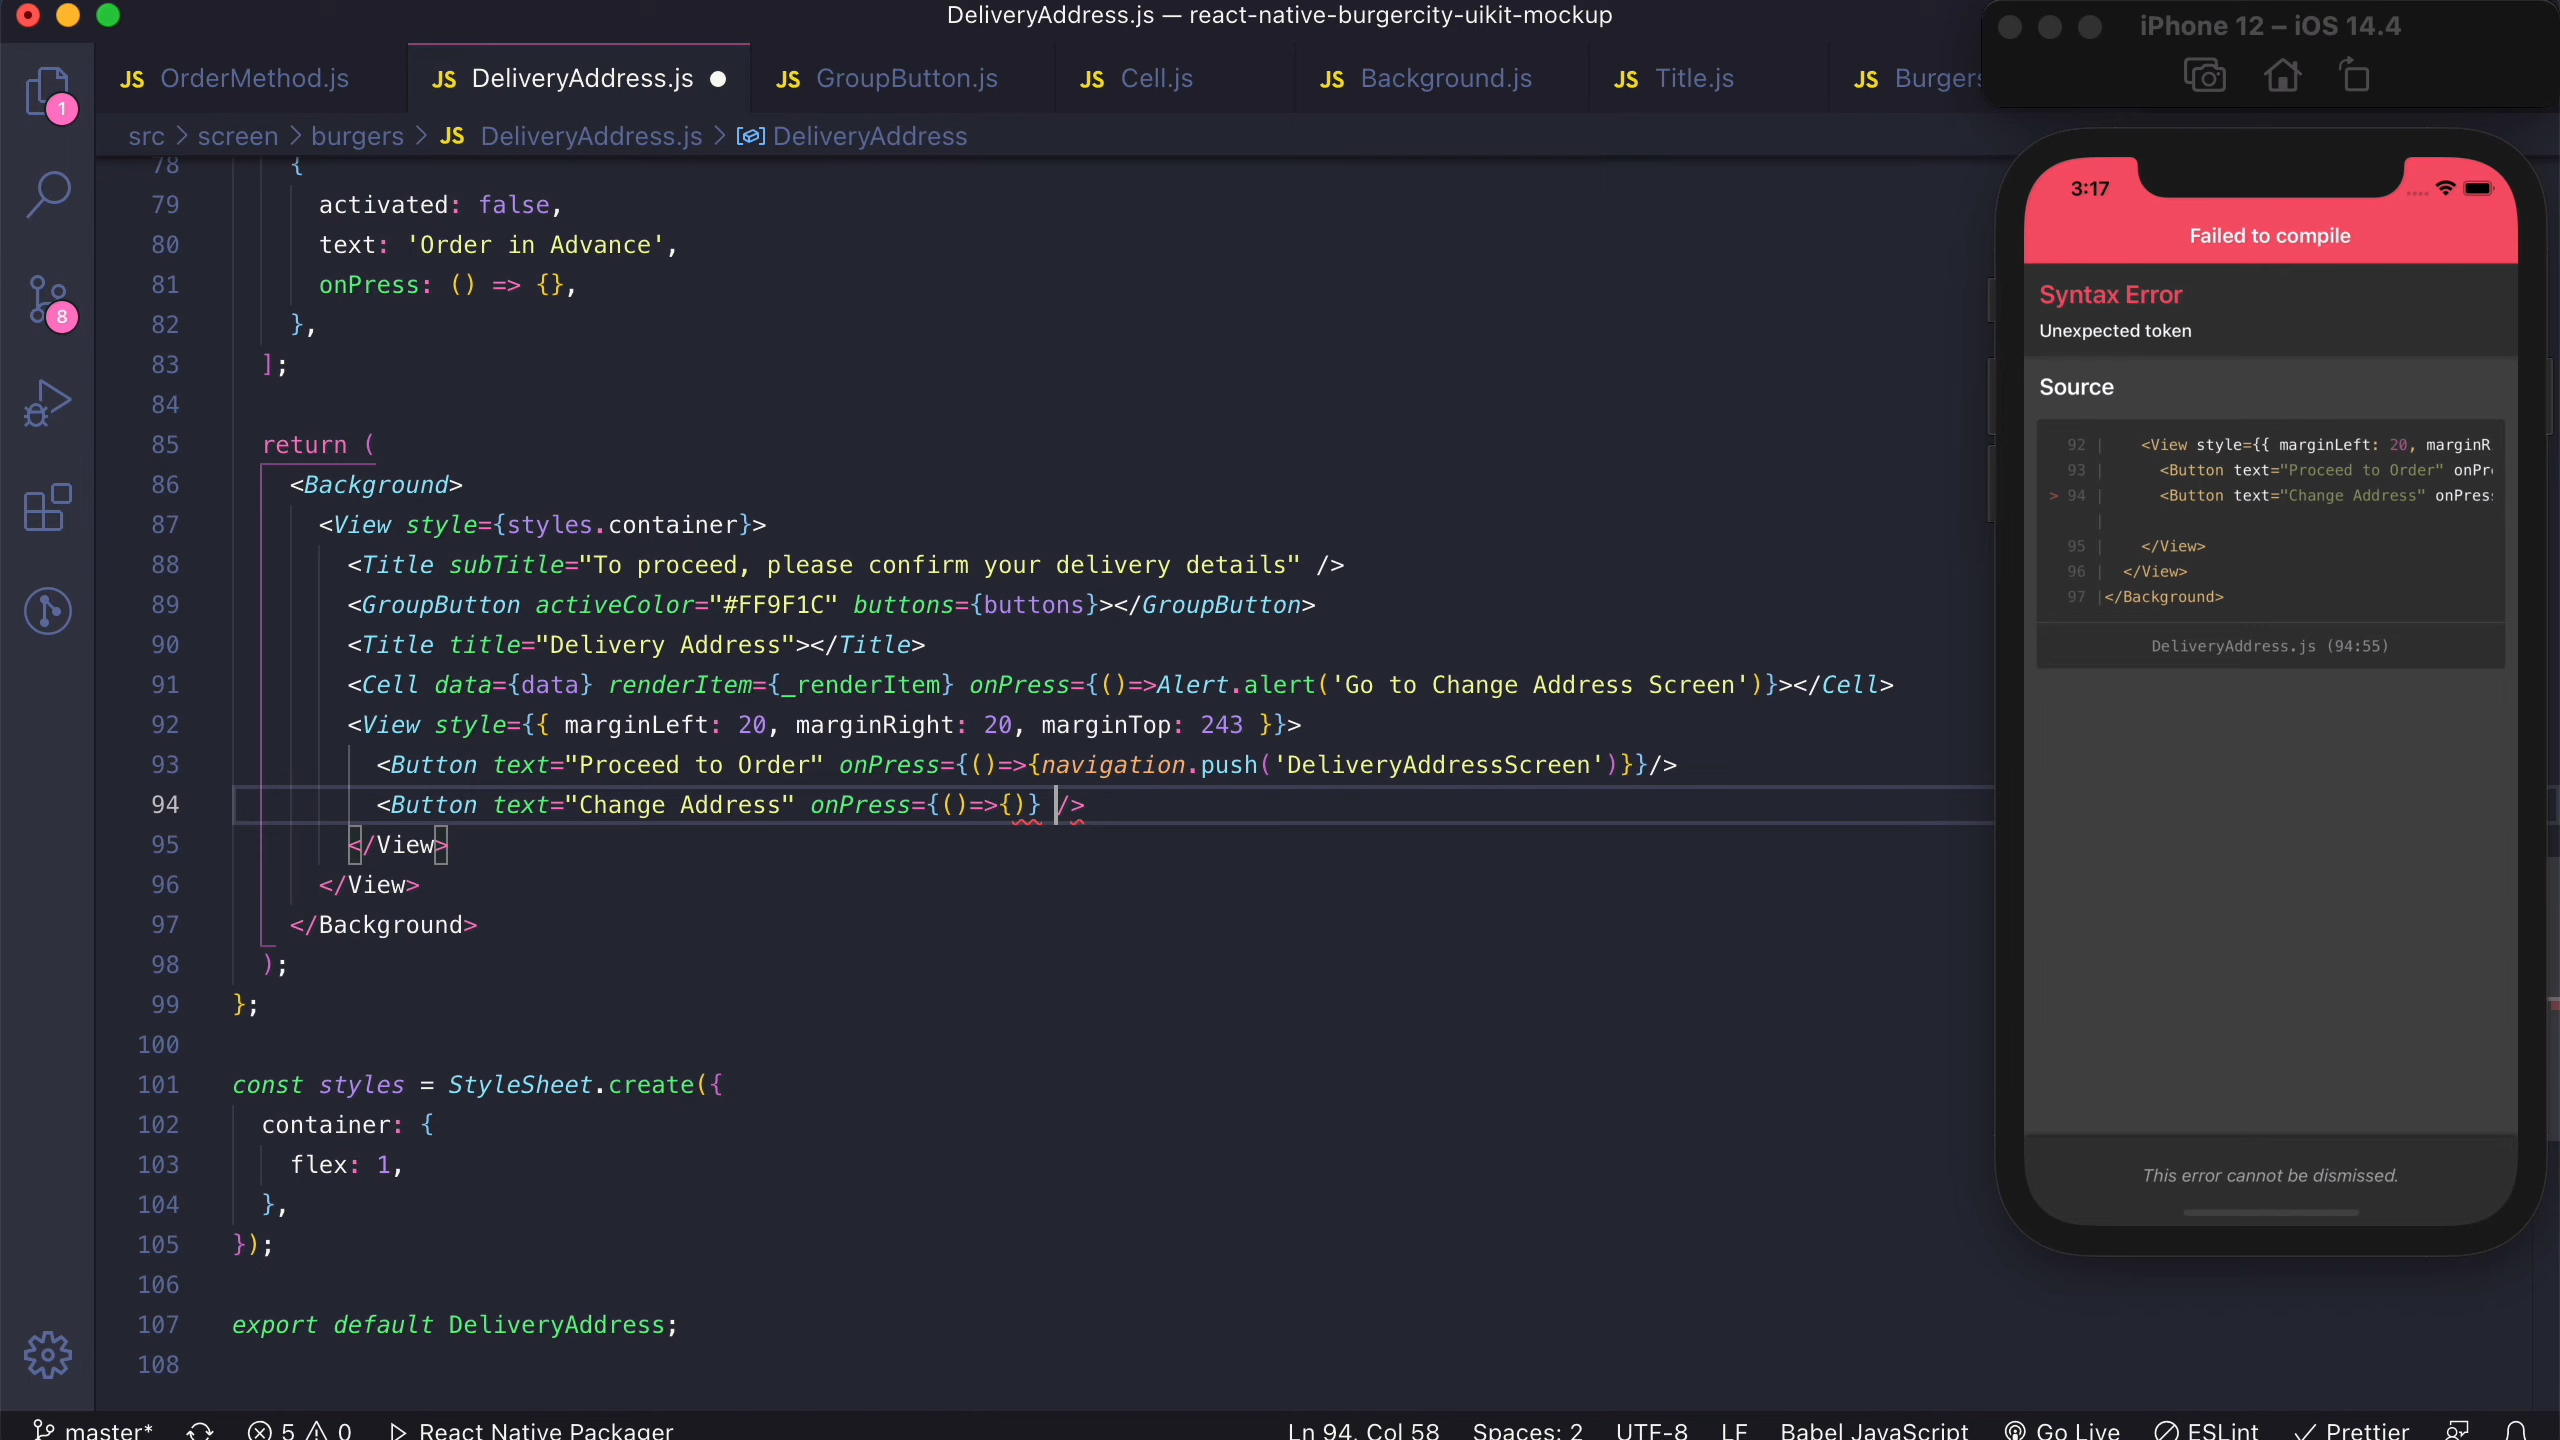 DeliveryAddress.js — react-native-burgercity-uikit-mockup
JS OrderMethod.js
JS DeliveryAddress.js
JS GroupButton.js
JS Cell.js
JS Background.js
JS Title.js
JS Burgers
src > screen > burgers > JS DeliveryAddress.js > DeliveryAddress
1
8
78 {
79 activated: false,
80 text: 'Order in Advance',
81 onPress: () => {},
82 },
83 ];
84
85 return (
86 <Background>
87 <View style={styles.container}>
88 <Title subTitle="To proceed, please confirm your delivery details" />
89 <GroupButton activeColor="#FF9F1C" buttons={buttons}></GroupButton>
90 <Title title="Delivery Address"></Title>
91 <Cell data={data} renderItem={_renderItem} onPress={()=>Alert.alert('Go to Change Address Screen')}></Cell>
92 <View style={{ marginLeft: 20, marginRight: 20, marginTop: 243 }}>
93 <Button text="Proceed to Order" onPress={()=>{navigation.push('DeliveryAddressScreen')}}/>
94 <Button text="Change Address" onPress={()=>{)} />
95 </View>
96 </View>
97 </Background>
98 );
99 };
100
101 const styles = StyleSheet.create({
102 container: {
103 flex: 1,
104 },
105 });
106
107 export default DeliveryAddress;
108
master* 5 0 React Native Packager
Ln 94, Col 58 Spaces: 2 UTF-8 LF Babel JavaScript Go Live ESLint Prettier
iPhone 12 – iOS 14.4
3:17
Failed to compile
Syntax Error
Unexpected token
Source
92 | <View style={{ marginLeft: 20, marginR
93 | <Button text="Proceed to Order" onPr
> 94 | <Button text="Change Address" onPres
|
95 | </View>
96 | </View>
97 |</Background>
DeliveryAddress.js (94:55)
This error cannot be dismissed.